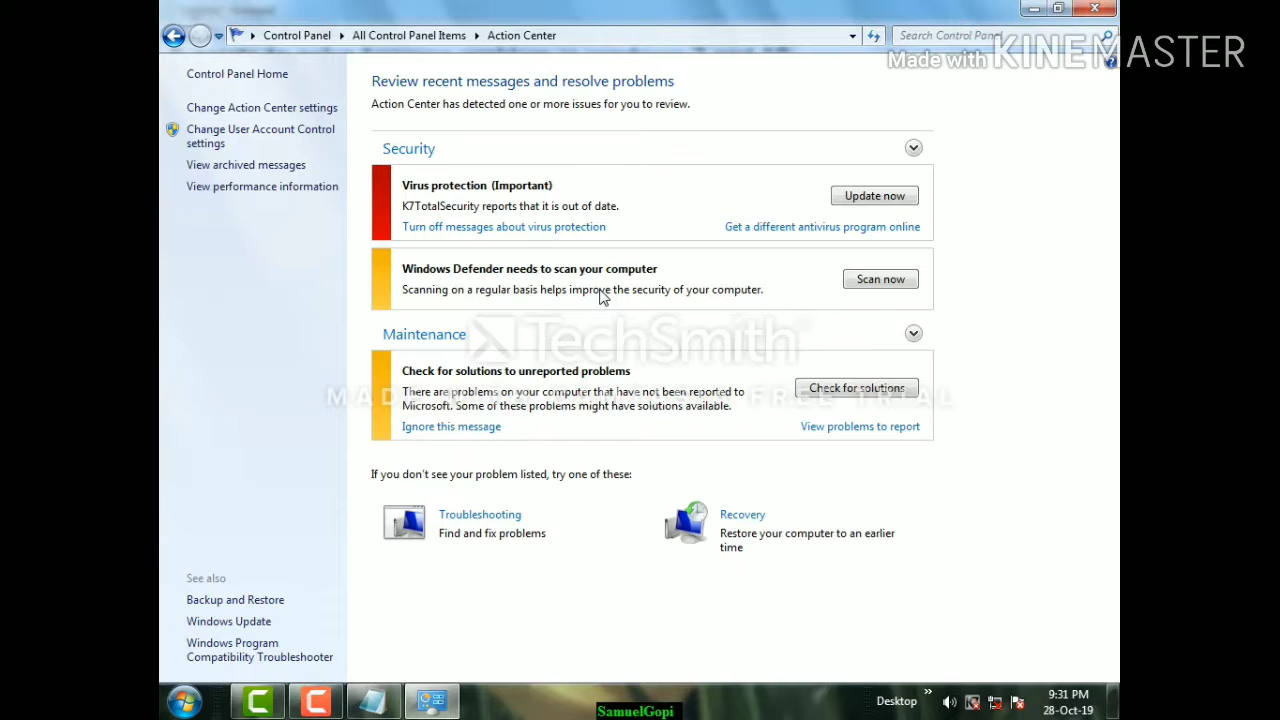 Control Panel
All Control Panel Items
Action Center
Search Control Panel
Made with KINEMASTER
Control Panel Home
Change Action Center settings
Change User Account Control
settings
View archived messages
View performance information
Review recent messages and resolve problems
Action Center has detected one or more issues for you to review.
Security
Virus protection (Important)
K7TotalSecurity reports that it is out of date.
Update now
Turn off messages about virus protection
Get a different antivirus program online
Windows Defender needs to scan your computer
Scanning on a regular basis helps improve the security of your computer.
Scan now
Maintenance
TechSmith
Check for solutions to unreported problems
There are problems on your computer that have not been reported to
Microsoft. Some of these problems might have solutions available.
Check for solutions
FREE TRIAL
Ignore this message
View problems to report
If you don't see your problem listed, try one of these:
Troubleshooting
Find and fix problems
Recovery
Restore your computer to an earlier
time
See also
Backup and Restore
Windows Update
Windows Program
Compatibility Troubleshooter
Desktop
9:31 PM
28-Oct-19
SamuelGopi